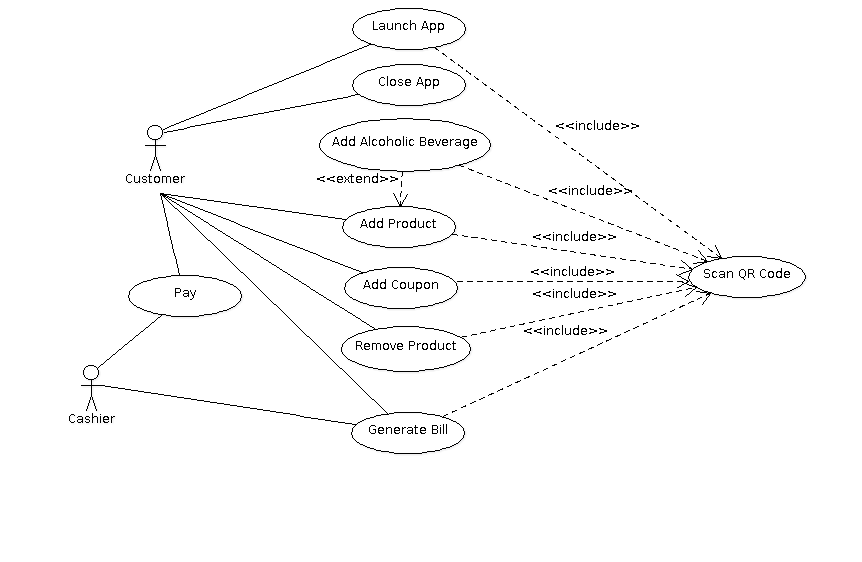 Launch App
Close App
<<include>>
Add Alcoholic Beverage
Customer
<<extend>>
<<include>>
Add Product
<<include>>
Scan QR Code
<<include>>
Add Coupon
Pay
<<include>>
<<include>>
Remove Product
Cashier
Generate Bill